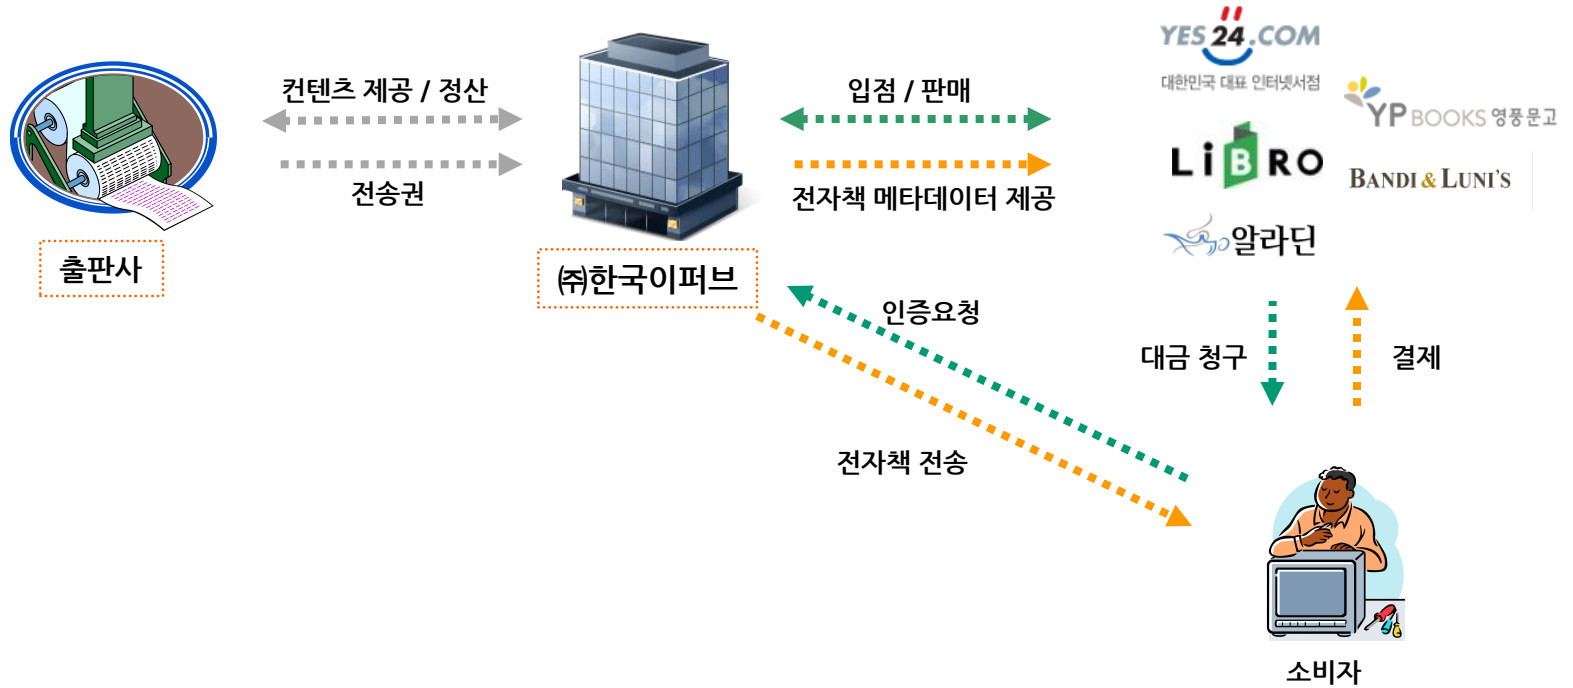 YES 24.COM
대한민국 대표 인터넷서점
컨텐츠 제공 / 정산
입점 / 판매
YP BOOKS 영풍문고
LiBRO
BANDI & LUNI'S
전송권
전자책 메타데이터 제공
알라딘
출판사
㈜한국이퍼브
인증요청
대금 청구
결제
전자책 전송
소비자